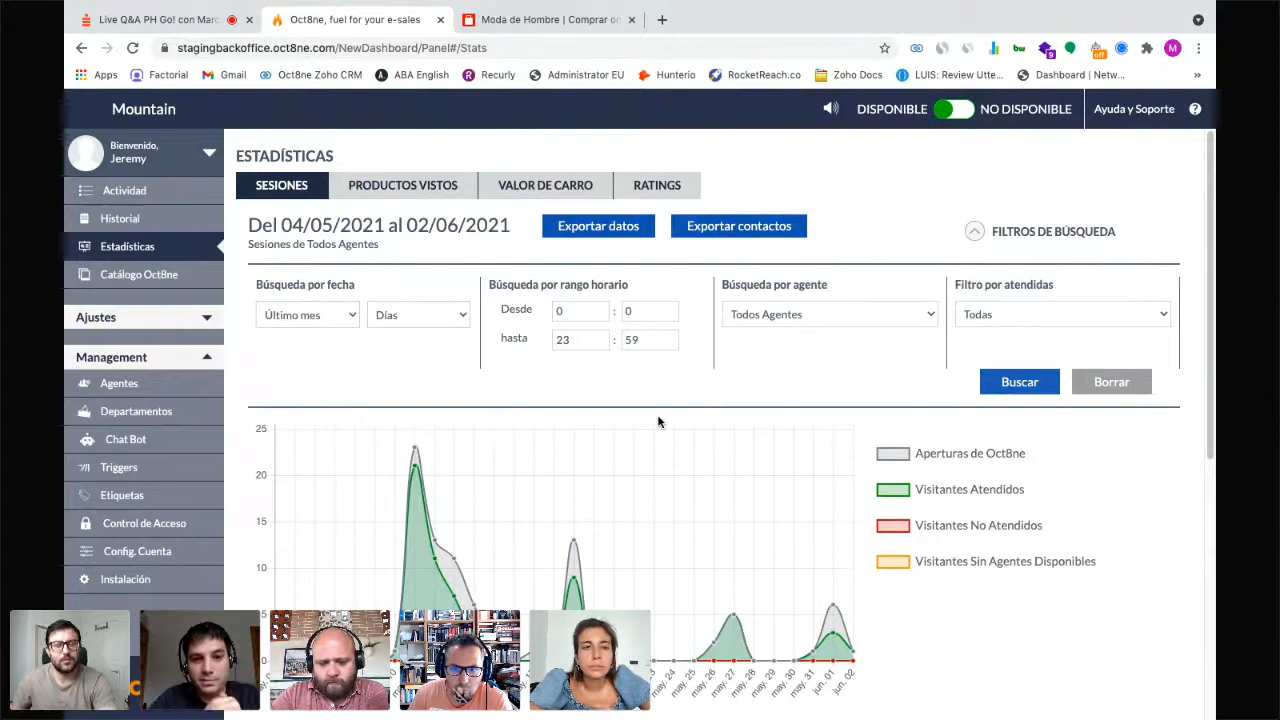 Live Q&A PH Go! con Marc
Oct8ne, fuel for your e-sales
Moda de Hombre | Comprar on
stagingbackoffice.oct8ne.com/NewDashboard/Panel#/Stats
M
Apps
Factorial
Gmail
Oct8ne Zoho CRM
ABA English
Recurly
Administrator EU
Hunterio
RocketReach.co
Zoho Docs
LUIS: Review Utte...
Dashboard | Netw...
»
Mountain
DISPONIBLE
NO DISPONIBLE
Ayuda y Soporte
Bienvenido,
Jeremy
Actividad
Historial
Estadísticas
Catálogo Oct8ne
Ajustes
Management
Agentes
Departamentos
Chat Bot
Triggers
Etiquetas
Control de Acceso
Config. Cuenta
Instalación
ESTADÍSTICAS
SESIONES
PRODUCTOS VISTOS
VALOR DE CARRO
RATINGS
Del 04/05/2021 al 02/06/2021
Sesiones de Todos Agentes
Exportar datos
Exportar contactos
FILTROS DE BÚSQUEDA
Búsqueda por fecha
Último mes
Días
Búsqueda por rango horario
Desde 0 : 0
hasta 23 : 59
Búsqueda por agente
Todos Agentes
Filtro por atendidas
Todas
Buscar
Borrar
25
20
15
10
Aperturas de Oct8ne
Visitantes Atendidos
Visitantes No Atendidos
Visitantes Sin Agentes Disponibles
may. 25
may. 26
may. 27
may. 28
may. 29
may. 30
may. 31
jun. 01
jun. 02